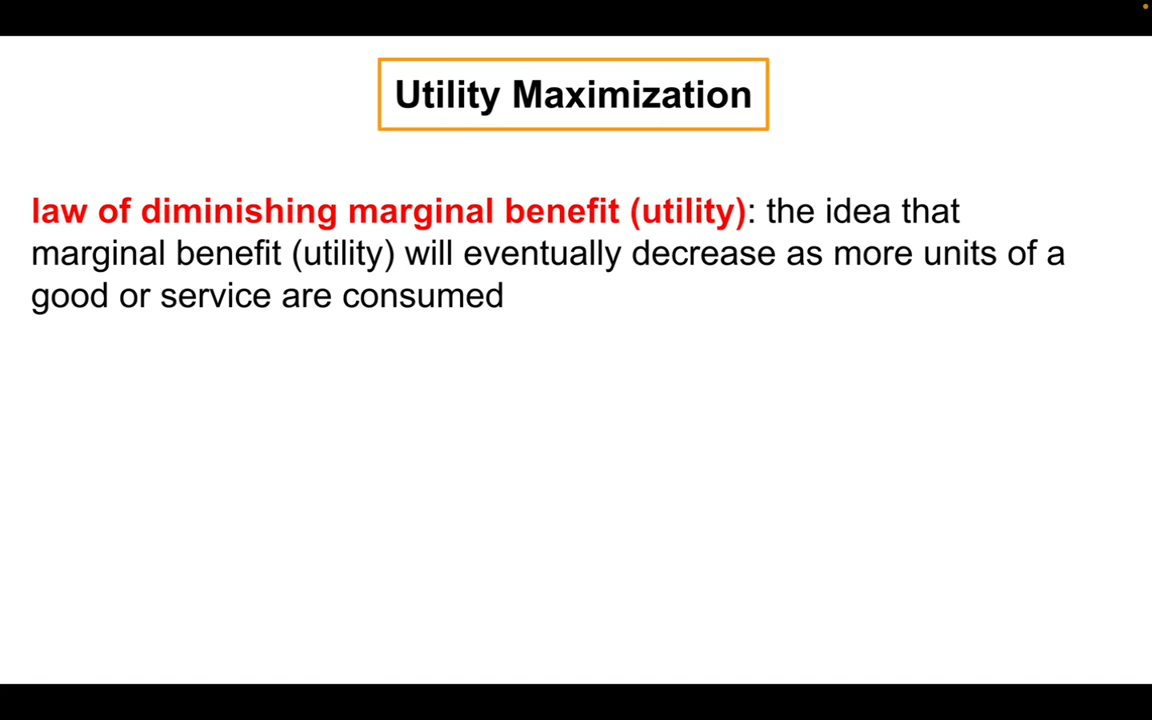 Utility Maximization
law of diminishing marginal benefit (utility): the idea that
marginal benefit (utility) will eventually decrease as more units of a
good or service are consumed